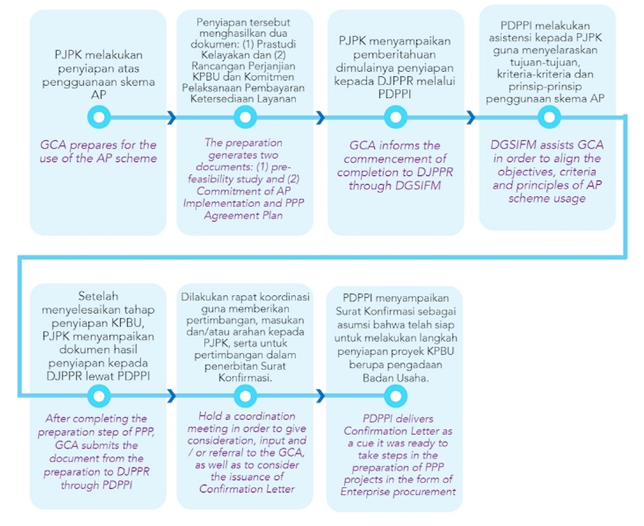 PJPK melakukan
penyiapan atas
penggunaan skema
AP
GCA prepares for the
use of the AP scheme
Penyiapan tersebut
menghasilkan dua
dokumen: (1) Prastudi
Kelayakan dan (2)
Rancangan Perjanjian
KPBU dan Komitmen
Pelaksanaan Pembayaran
Ketersediaan Layanan
The preparation
generates two
documents: (1) pre-
feasibility study and (2)
Commitment of AP
Implementation and PPP
Agreement Plan
PJPK menyampaikan
pemberitahuan
dimulainya penyiapan
kepada DJPPR melalui
PDPPI
GCA informs the
commencement of
completion to DJPPR
through DGSIFM
PDPPI melakukan
asistensi kepada PJPK
guna menyelaraskan
tujuan-tujuan,
kriteria-kriteria dan
prinsip-prinsip
penggunaan skema AP
DGSIFM assists GCA
in order to align the
objectives, criteria
and principles of AP
scheme usage
Setelah
menyelesaikan tahap
penyiapan KPBU,
PJPK menyampaikan
dokumen hasil
penyiapan kepada
DJPPR lewat PDPPI
After completing the
preparation step of PPP,
GCA submits the
document from the
preparation to DJPPR
through PDPPI
Dilakukan rapat koordinasi
guna memberikan
pertimbangan, masukan
dan/atau arahan kepada
PJPK, serta untuk
pertimbangan dalam
penerbitan Surat
Konfirmasi.
Hold a coordination
meeting in order to give
consideration, input and
/ or referral to the GCA,
as well as to consider
the issuance of
Confirmation Letter
PDPPI menyampaikan
Surat Konfirmasi sebagai
asumsi bahwa telah siap
untuk melakukan langkah
penyiapan proyek KPBU
berupa pengadaan
Badan Usaha.
PDPPI delivers
Confirmation Letter as
a cue it was ready to
take steps in the
preparation of PPP
projects in the form of
Enterprise procurement